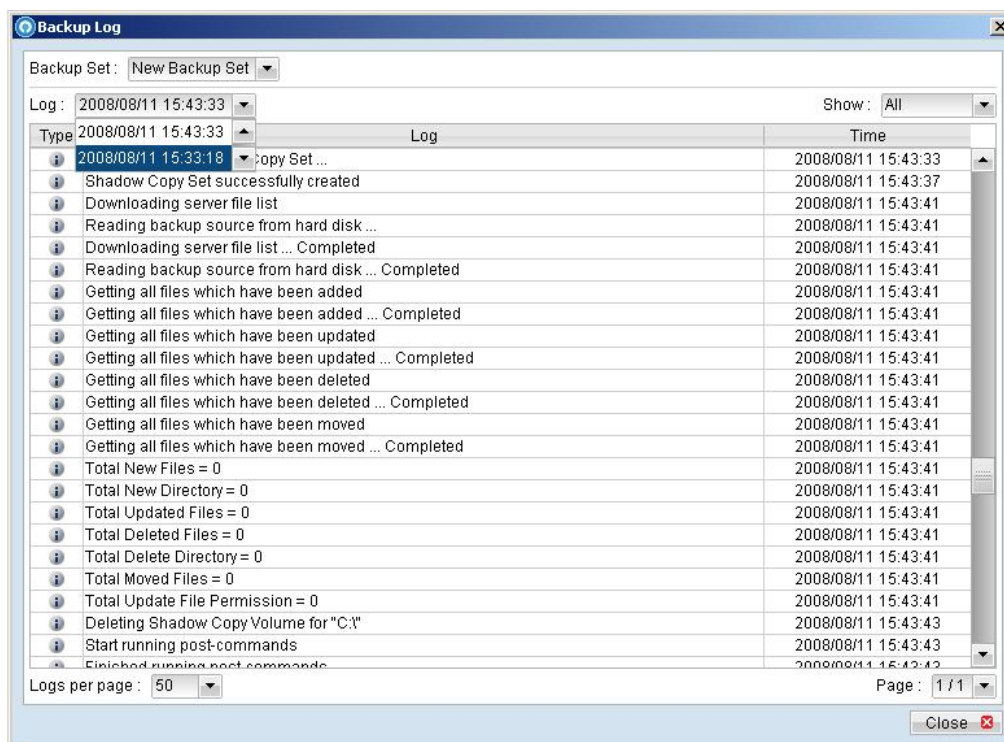 Backup Log
Backup Set : New Backup Set
Log : 2008/08/11 15:43:33 Show : All
Type Log Time
2008/08/11 15:43:33
2008/08/11 15:33:18 Copy Set ... 2008/08/11 15:43:33
Shadow Copy Set successfully created 2008/08/11 15:43:37
Downloading server file list 2008/08/11 15:43:41
Reading backup source from hard disk ... 2008/08/11 15:43:41
Downloading server file list ... Completed 2008/08/11 15:43:41
Reading backup source from hard disk ... Completed 2008/08/11 15:43:41
Getting all files which have been added 2008/08/11 15:43:41
Getting all files which have been added ... Completed 2008/08/11 15:43:41
Getting all files which have been updated 2008/08/11 15:43:41
Getting all files which have been updated ... Completed 2008/08/11 15:43:41
Getting all files which have been deleted 2008/08/11 15:43:41
Getting all files which have been deleted ... Completed 2008/08/11 15:43:41
Getting all files which have been moved 2008/08/11 15:43:41
Getting all files which have been moved ... Completed 2008/08/11 15:43:41
Total New Files = 0 2008/08/11 15:43:41
Total New Directory = 0 2008/08/11 15:43:41
Total Updated Files = 0 2008/08/11 15:43:41
Total Deleted Files = 0 2008/08/11 15:43:41
Total Delete Directory = 0 2008/08/11 15:43:41
Total Moved Files = 0 2008/08/11 15:43:41
Total Update File Permission = 0 2008/08/11 15:43:41
Deleting Shadow Copy Volume for "C:\" 2008/08/11 15:43:43
Start running post-commands 2008/08/11 15:43:43
Finished running post-commands 2008/08/11 15:43:43
Logs per page : 50 Page : 1 / 1
Close